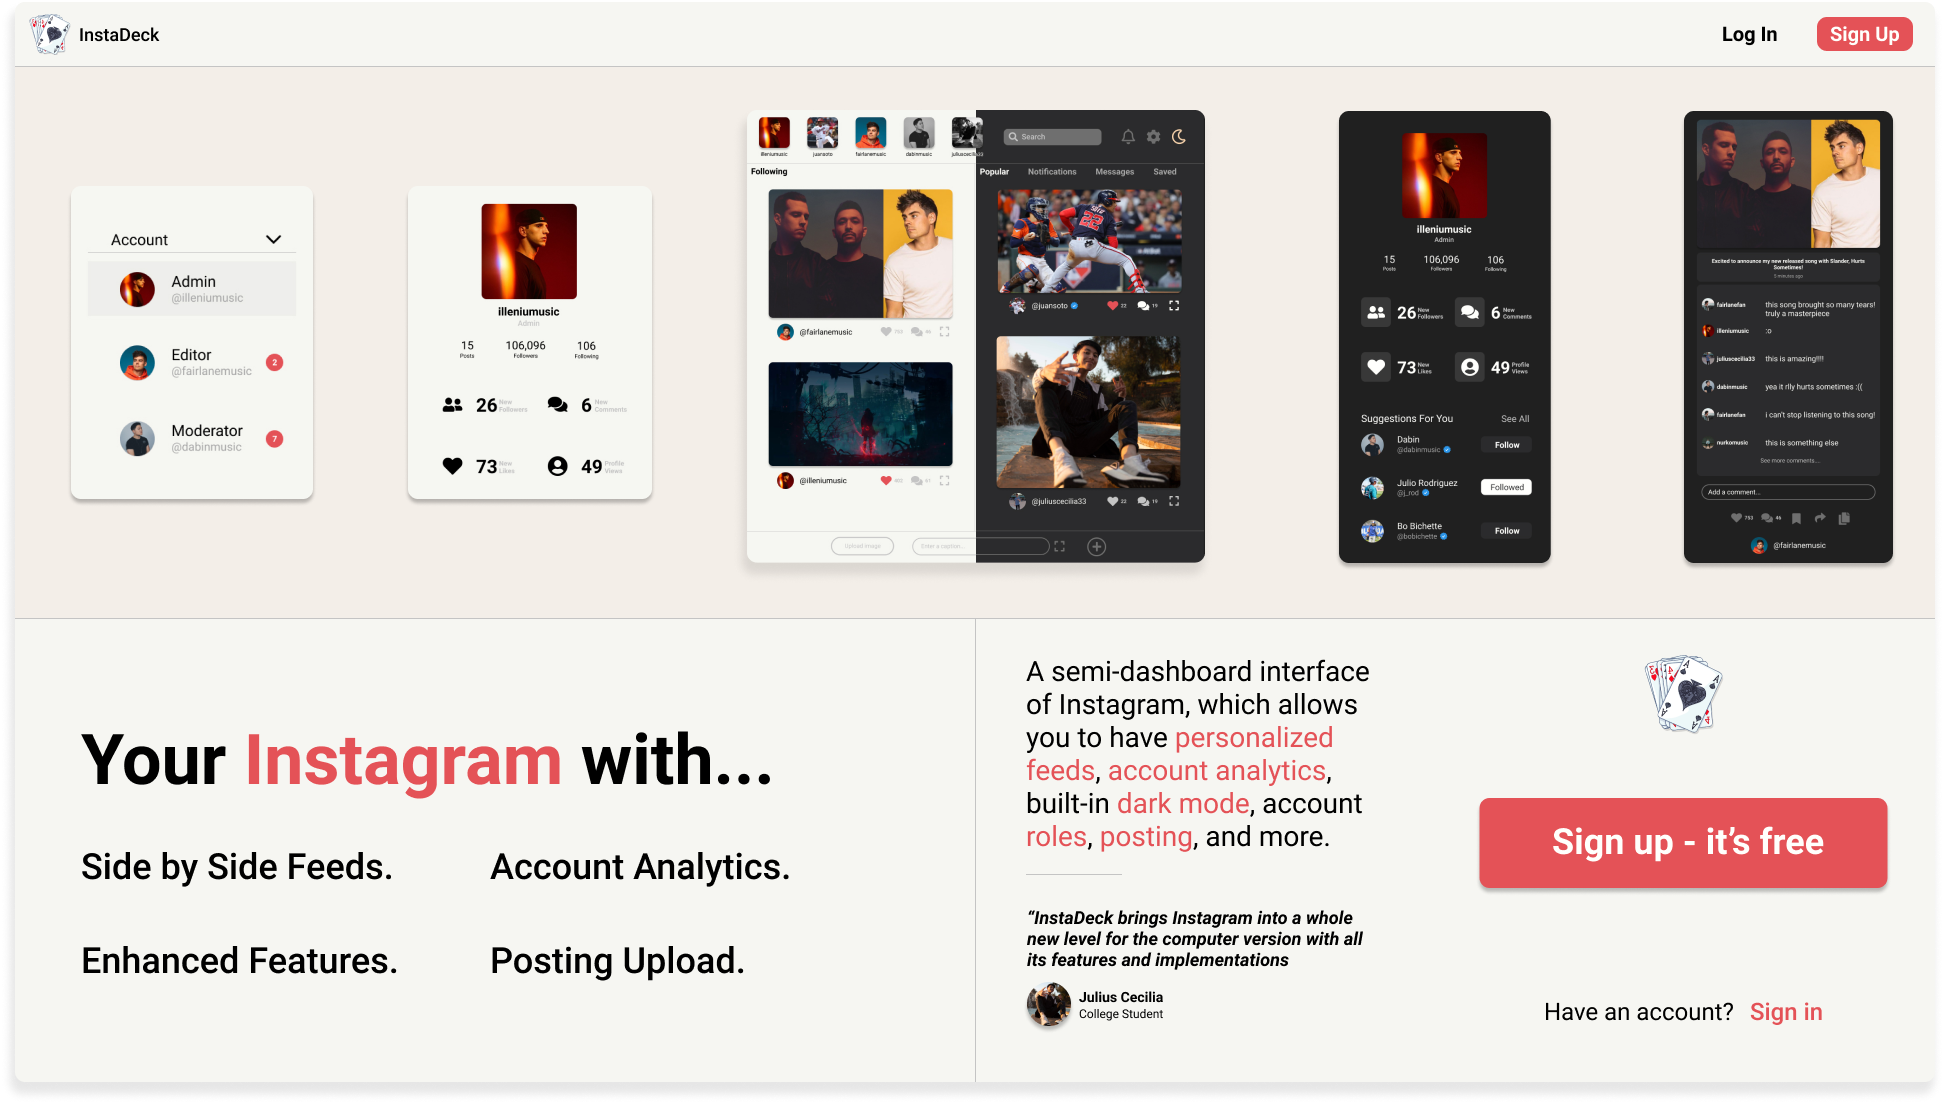 InstaDeck
Log In
Sign Up
Account
Admin
@illeniumusic
Editor
@fairlanemusic
2
Moderator
@dabinmusic
7
illeniumusic
Admin
15
Posts
106,096
Followers
106
Following
26
New
Followers
6
New
Comments
73
New
Likes
49
Profile
Views
illeniumusic
juansoto
fairlanemusic
dabinmusic
juliuscecilia33
Search
Following
Popular
Notifications
Messages
Saved
@fairlanemusic
@juansoto
22
19
@illeniumusic
@juliuscecilia33
22
19
Upload Image
Enter a caption...
illeniumusic
Admin
15
Posts
106,096
Followers
106
Following
26
New
Followers
6
New
Comments
73
New
Likes
49
Profile
Views
Suggestions For You
See All
Dabin
@dabinmusic
Follow
Julio Rodriguez
@j_rod
Followed
Bo Bichette
@bobichette
Follow
Excited to announce my new released song with Slander, Hurts
Sometimes!
5 minutes ago
fairlanefan
this song brought so many tears!
truly a masterpiece
illeniumusic
:o
juliuscecilia33
this is amazing!!!!
dabinmusic
yea it rlly hurts sometimes :((
fairlanefan
i can't stop listening to this song!
nurkomusic
this is something else
See more comments....
Add a comment...
753
46
@fairlanemusic
Your Instagram with...
Side by Side Feeds.
Account Analytics.
Enhanced Features.
Posting Upload.
A semi-dashboard interface
of Instagram, which allows
you to have personalized
feeds, account analytics,
built-in dark mode, account
roles, posting, and more.
“InstaDeck brings Instagram into a whole
new level for the computer version with all
its features and implementations
Julius Cecilia
College Student
Sign up - it’s free
Have an account? Sign in